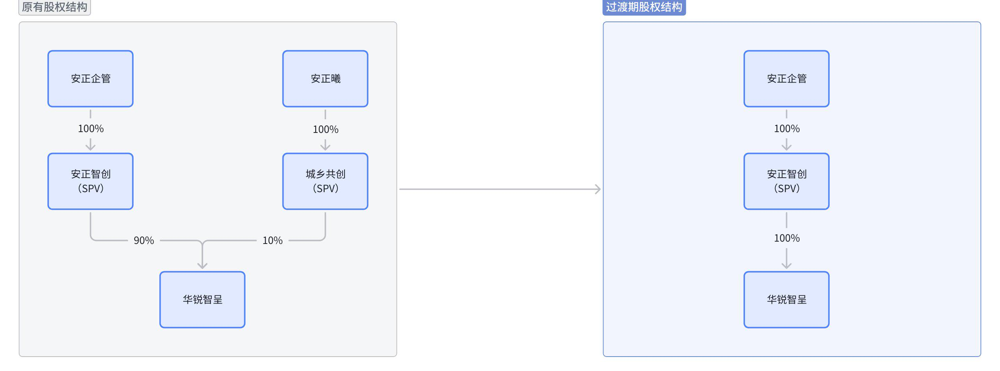 原有股权结构
安正企管
安正曦
100%
100%
安正智创
（SPV）
城乡共创
（SPV）
90%
10%
华锐智呈
过渡期股权结构
安正企管
100%
安正智创
（SPV）
100%
华锐智呈